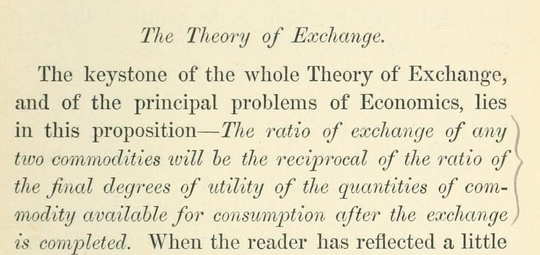 The Theory of Exchange.
The keystone of the whole Theory of Exchange,
and of the principal problems of Economics, lies
in this proposition—The ratio of exchange of any
two commodities will be the reciprocal of the ratio of
the final degrees of utility of the quantities of com-
modity available for consumption after the exchange
is completed. When the reader has reflected a little